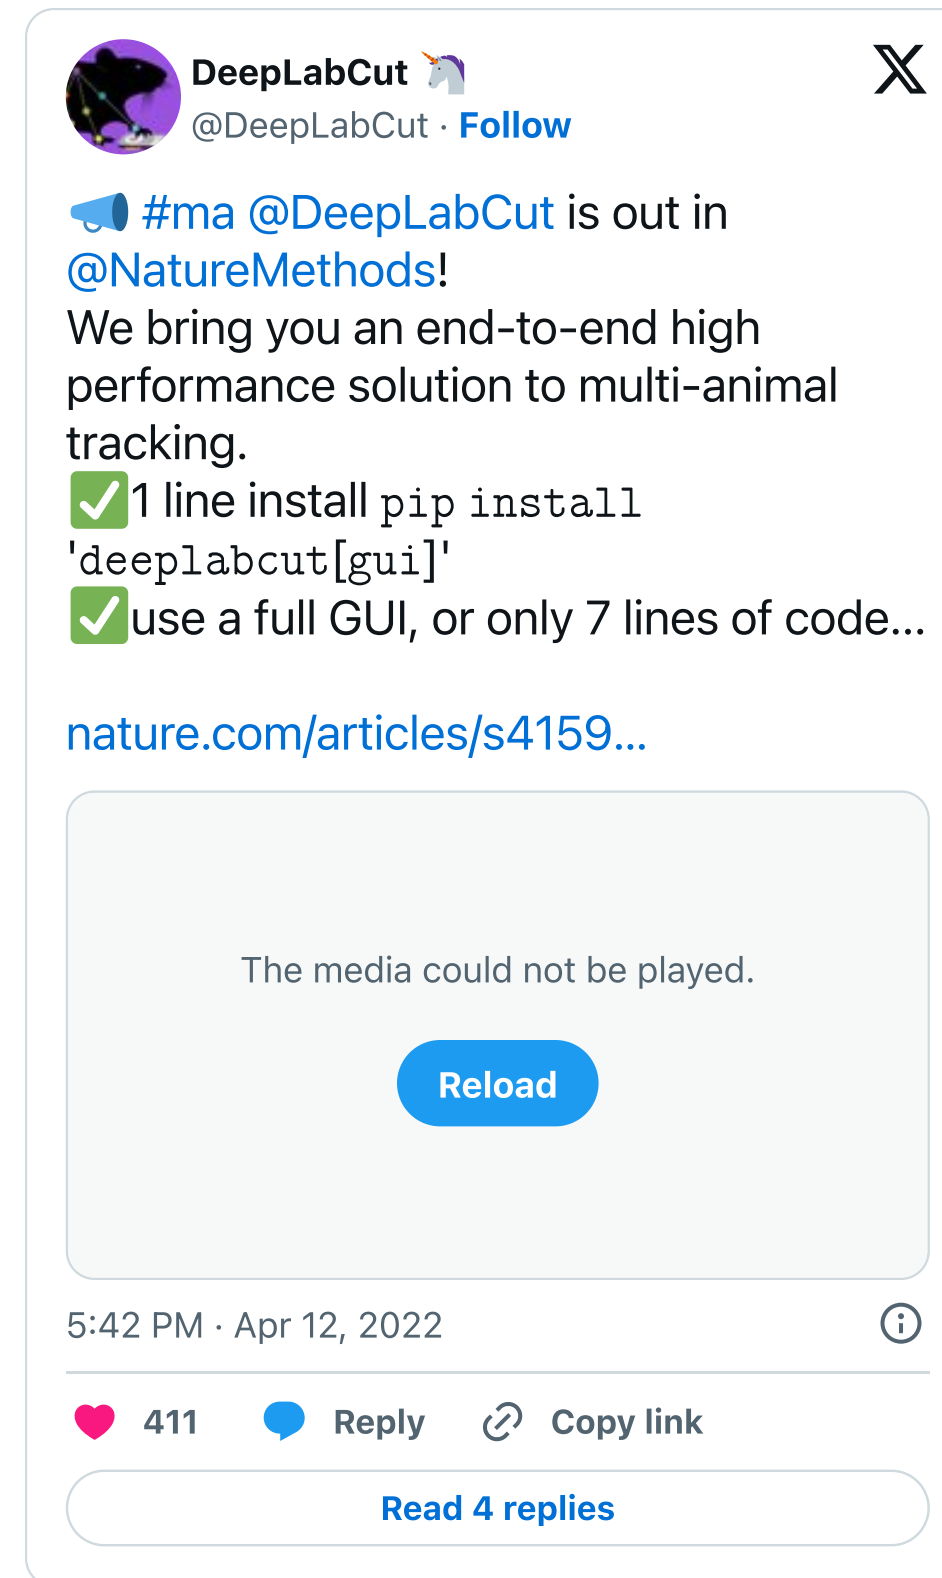 DeepLabCut 🦄
@DeepLabCut · Follow
📣 #ma @DeepLabCut is out in
@NatureMethods!
We bring you an end-to-end high
performance solution to multi-animal
tracking.
✅1 line install 𝚙𝚒𝚙 𝚒𝚗𝚜𝚝𝚊𝚕𝚕
'𝚍𝚎𝚎𝚙𝚕𝚊𝚋𝚌𝚞𝚝[𝚐𝚞𝚒]'
✅use a full GUI, or only 7 lines of code...
nature.com/articles/s4159...
The media could not be played.
Reload
5:42 PM · Apr 12, 2022
411 Reply Copy link
Read 4 replies